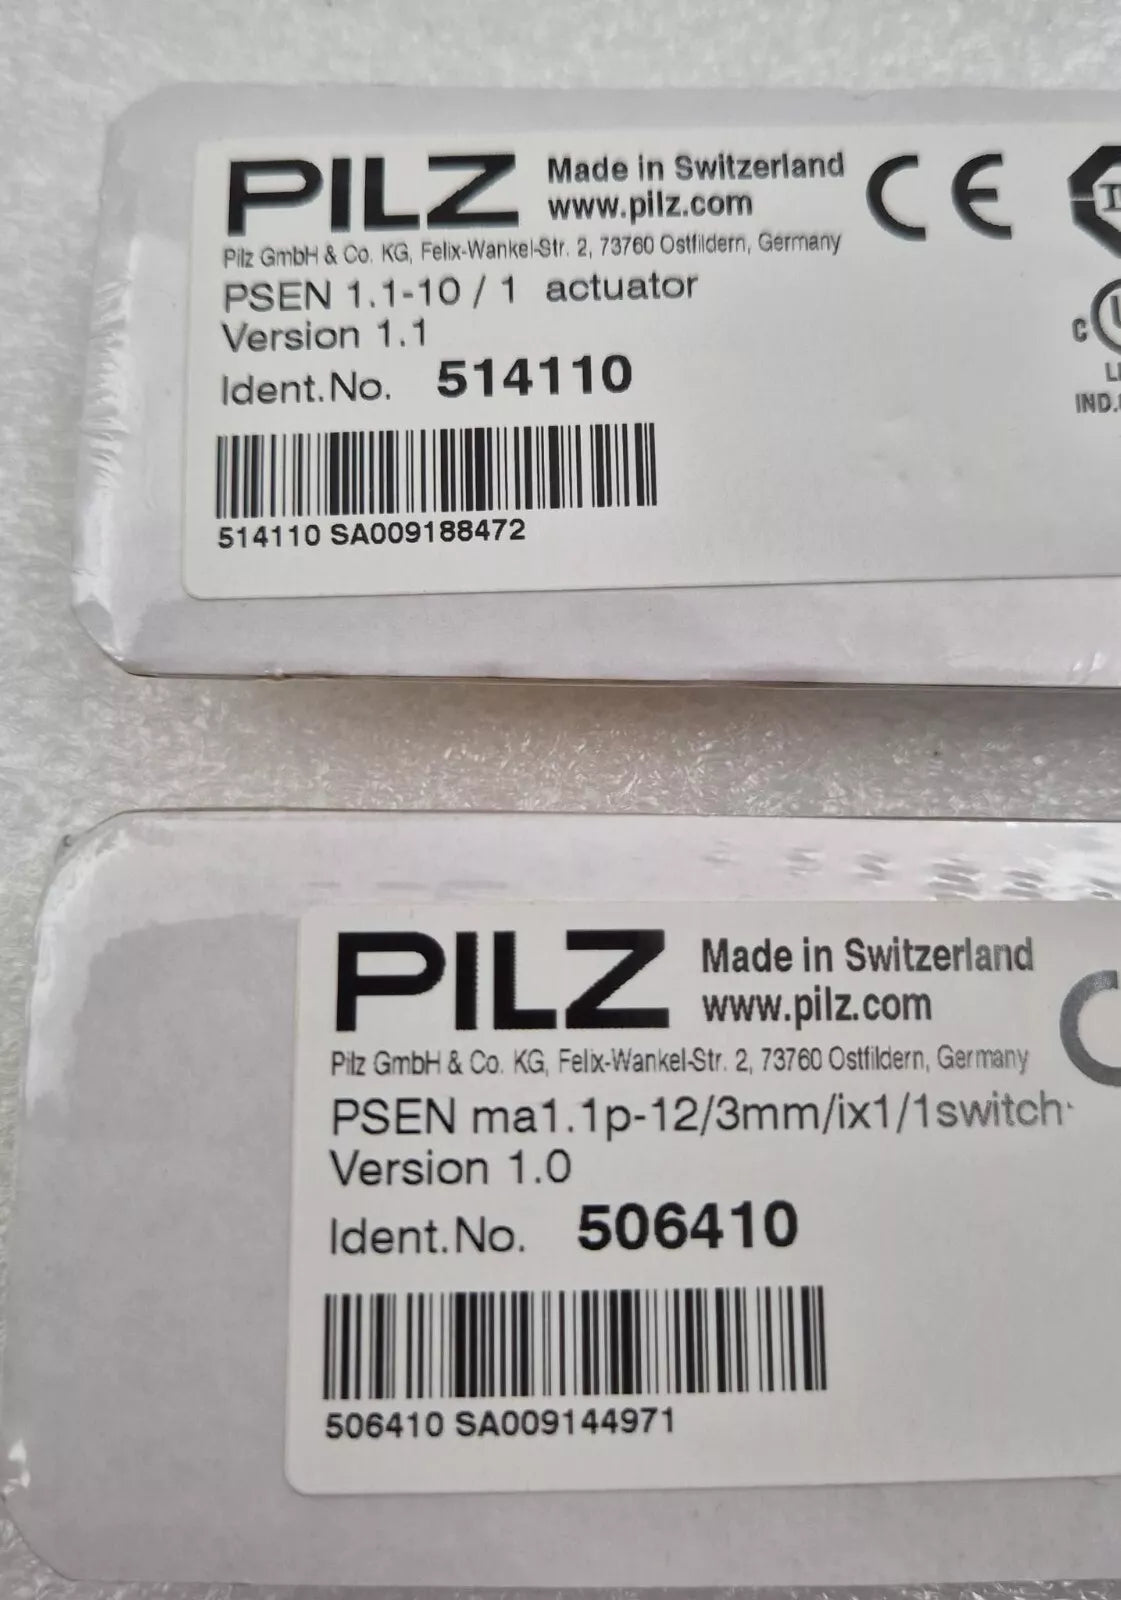 PILZ Made in Switzerland CE
www.pilz.com
Pilz GmbH & Co. KG, Felix-Wankel-Str. 2, 73760 Ostfildern, Germany
PSEN 1.1-10 / 1 actuator
Version 1.1
Ident.No. 514110
C
IND.
514110 SA009188472
PILZ Made in Switzerland
www.pilz.com
Pilz GmbH & Co. KG, Felix-Wankel-Str. 2, 73760 Ostfildern, Germany
PSEN ma1.1p-12/3mm/ix1/1switch
Version 1.0
Ident.No. 506410
506410 SA009144971